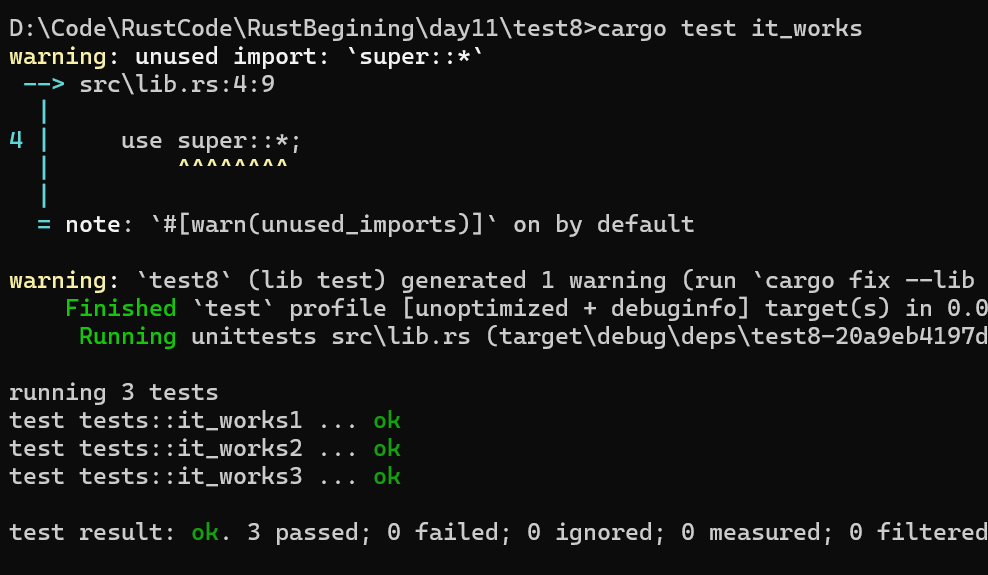 D:\Code\RustCode\RustBegining\day11\test8>cargo test it_works
warning: unused import: `super::*`
 --> src\lib.rs:4:9
  |
4 |     use super::*;
  |         ^^^^^^^^
  |
  = note: `#[warn(unused_imports)]` on by default

warning: `test8` (lib test) generated 1 warning (run `cargo fix --lib
    Finished `test` profile [unoptimized + debuginfo] target(s) in 0.0
     Running unittests src\lib.rs (target\debug\deps\test8-20a9eb4197d

running 3 tests
test tests::it_works1 ... ok
test tests::it_works2 ... ok
test tests::it_works3 ... ok

test result: ok. 3 passed; 0 failed; 0 ignored; 0 measured; 0 filtered